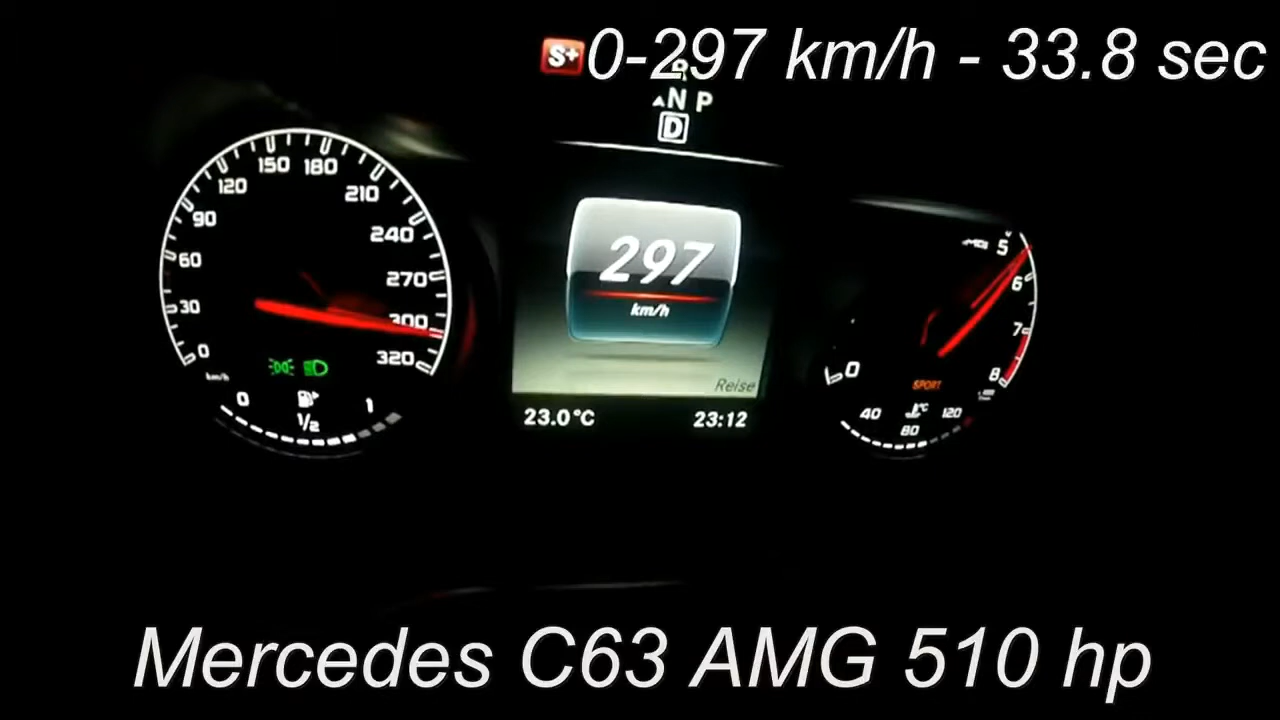 S+
0-297 km/h - 33.8 sec
R
N P
D
0
30
60
90
120
150
180
210
240
270
300
320
km/h
0
1/2
1
297
km/h
Reise
23.0°C
23:12
AMG
5
6
7
8
0
SPORT
40
80
120
°C
Mercedes C63 AMG 510 hp